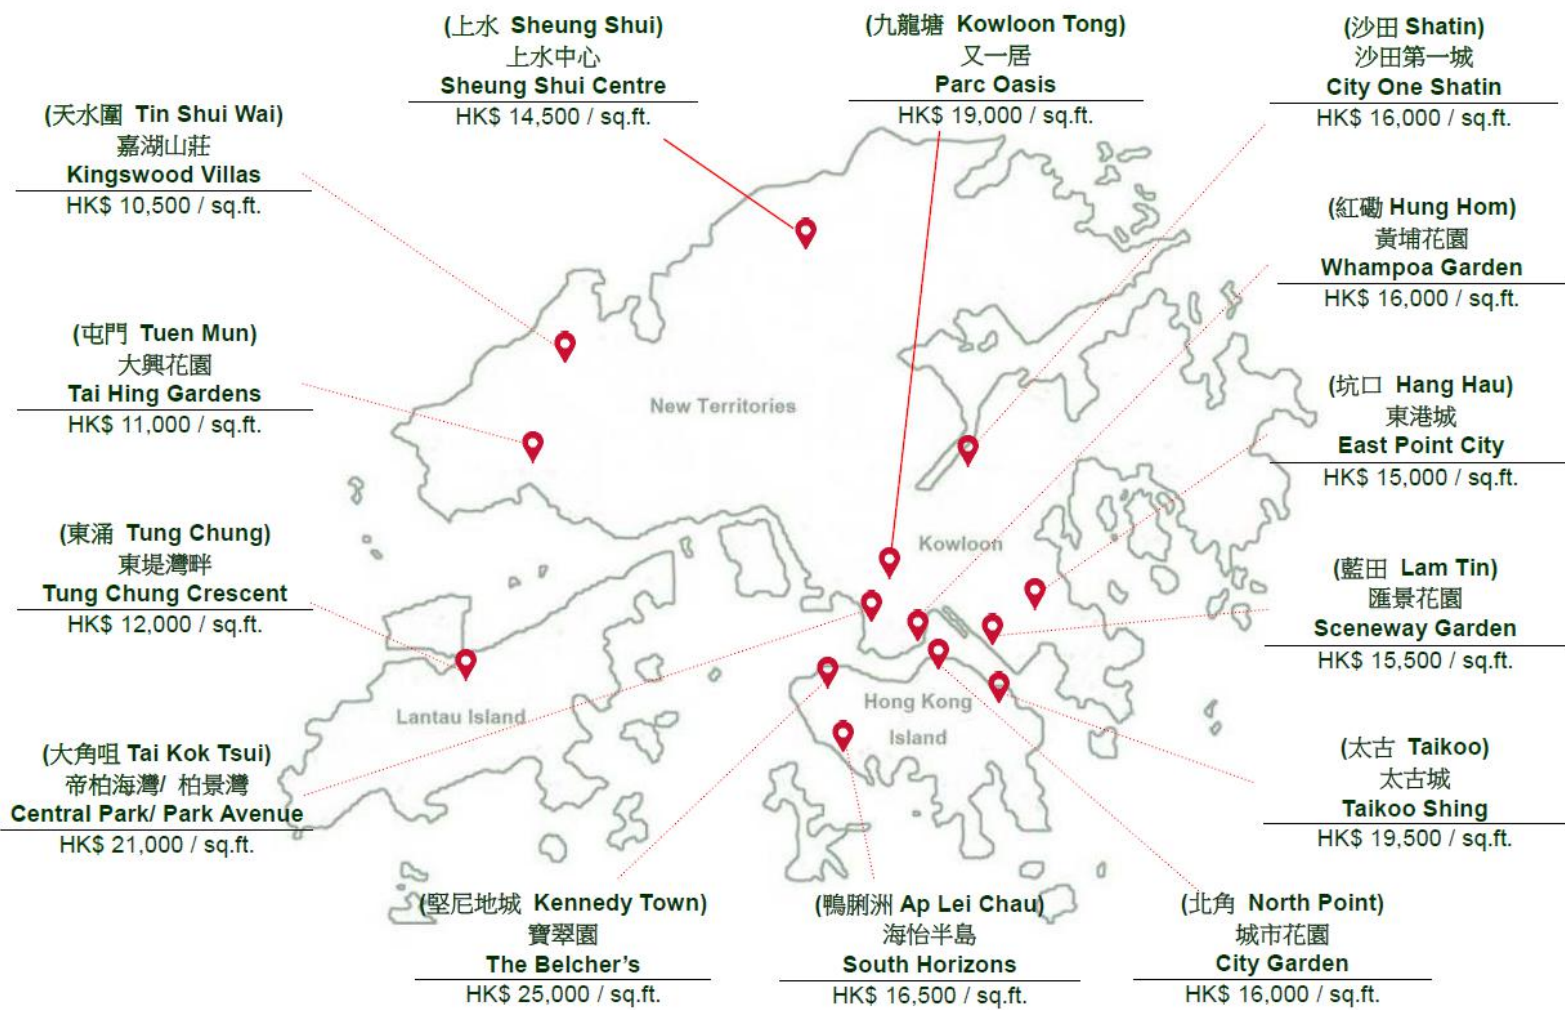 (上水 Sheung Shui)
上水中心
Sheung Shui Centre
HK$ 14,500 / sq.ft.
(九龍塘 Kowloon Tong)
又一居
Parc Oasis
HK$ 19,000 / sq.ft.
(沙田 Shatin)
沙田第一城
City One Shatin
HK$ 16,000 / sq.ft.
(天水圍 Tin Shui Wai)
嘉湖山莊
Kingswood Villas
HK$ 10,500 / sq.ft.
(紅磡 Hung Hom)
黃埔花園
Whampoa Garden
HK$ 16,000 / sq.ft.
(屯門 Tuen Mun)
大興花園
Tai Hing Gardens
HK$ 11,000 / sq.ft.
New Territories
(坑口 Hang Hau)
東港城
East Point City
HK$ 15,000 / sq.ft.
(東涌 Tung Chung)
東堤灣畔
Tung Chung Crescent
HK$ 12,000 / sq.ft.
Kowloon
(藍田 Lam Tin)
匯景花園
Sceneway Garden
HK$ 15,500 / sq.ft.
Lantau Island
Hong Kong
Island
(大角咀 Tai Kok Tsui)
帝柏海灣/ 柏景灣
Central Park/ Park Avenue
HK$ 21,000 / sq.ft.
(太古 Taikoo)
太古城
Taikoo Shing
HK$ 19,500 / sq.ft.
(堅尼地城 Kennedy Town)
寶翠園
The Belcher's
HK$ 25,000 / sq.ft.
(鴨脷洲 Ap Lei Chau)
海怡半島
South Horizons
HK$ 16,500 / sq.ft.
(北角 North Point)
城市花園
City Garden
HK$ 16,000 / sq.ft.